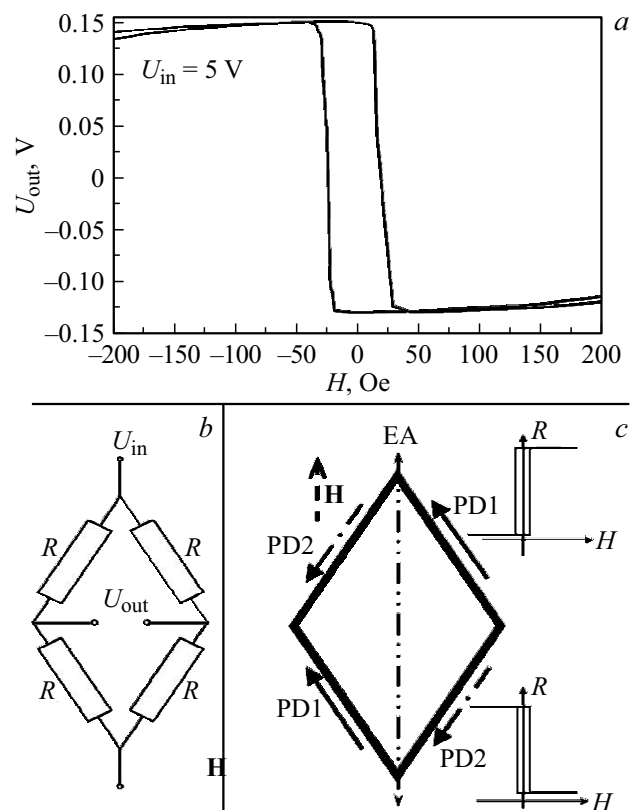 a
0.15
0.10
0.05
0
−0.05
−0.10
−0.15
U_out, V
U_in = 5 V
−200 −150 −100 −50 0 50 100 150 200
H, Oe
b
U_in
R
R
U_out
R
R
H
c
EA
H
PD1
PD2
PD1
PD2
R
H
R
H